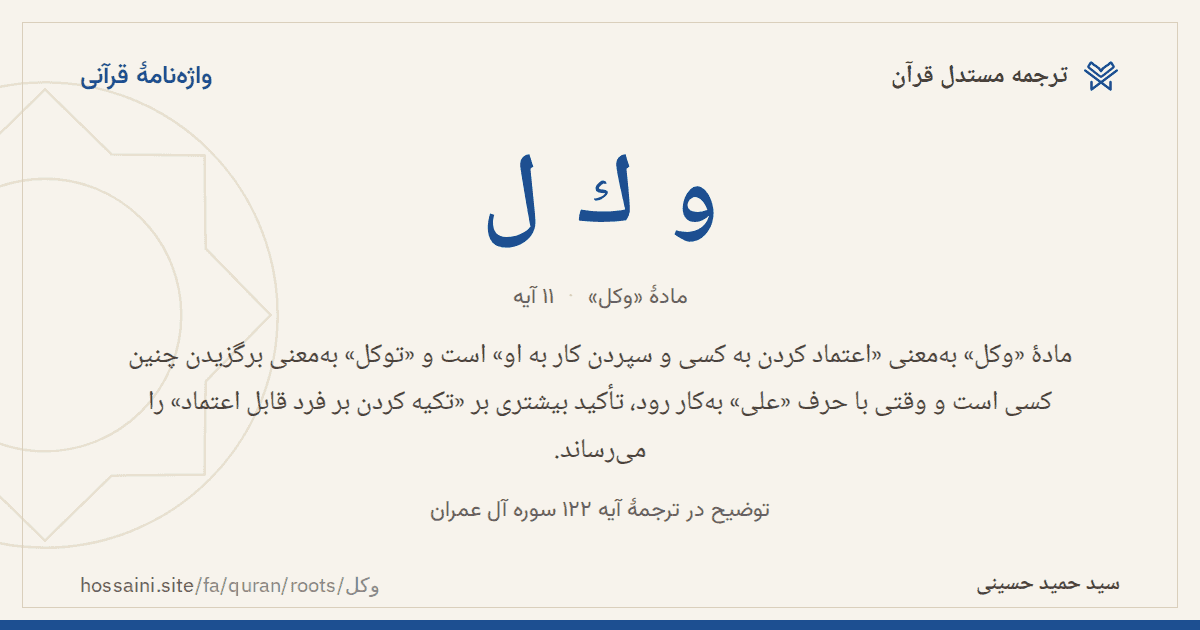 ترجمه مستدل قرآن
واژه‌نامهٔ قرآنی
و ك ل
مادهٔ «وکل» · ۱۱ آیه
مادهٔ «وکل» به‌معنی «اعتماد کردن به کسی و سپردن کار به او» است و «توکل» به‌معنی برگزیدن چنین
کسی است و وقتی با حرف «علی» به‌کار رود، تأکید بیشتری بر «تکیه کردن بر فرد قابل اعتماد» را
می‌رساند.
توضیح در ترجمهٔ آیه ۱۲۲ سوره آل عمران
سید حمید حسینی
hossaini.site/fa/quran/roots/وکل